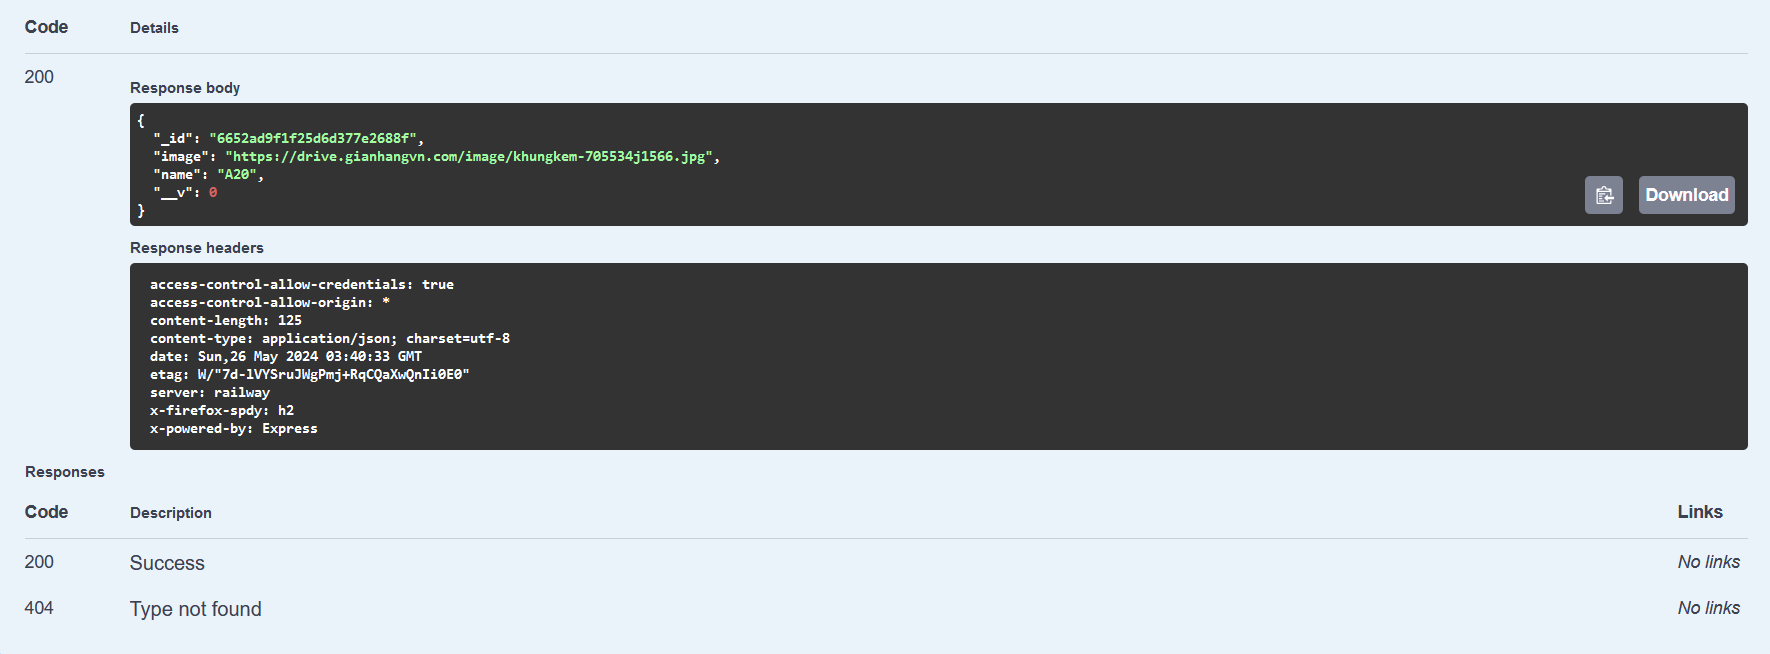 Code Details
200
Response body
{
"_id": "6652ad9f1f25d6d377e2688f",
"image": "https://drive.gianhangvn.com/image/khungkem-705534j1566.jpg",
"name": "A20",
"__v": 0
}
Download
Response headers
access-control-allow-credentials: true
access-control-allow-origin: *
content-length: 125
content-type: application/json; charset=utf-8
date: Sun,26 May 2024 03:40:33 GMT
etag: W/"7d-lVYSruJWgPmj+RqCQaXwQnIi0E0"
server: railway
x-firefox-spdy: h2
x-powered-by: Express
Responses
Code Description Links
200 Success No links
404 Type not found No links